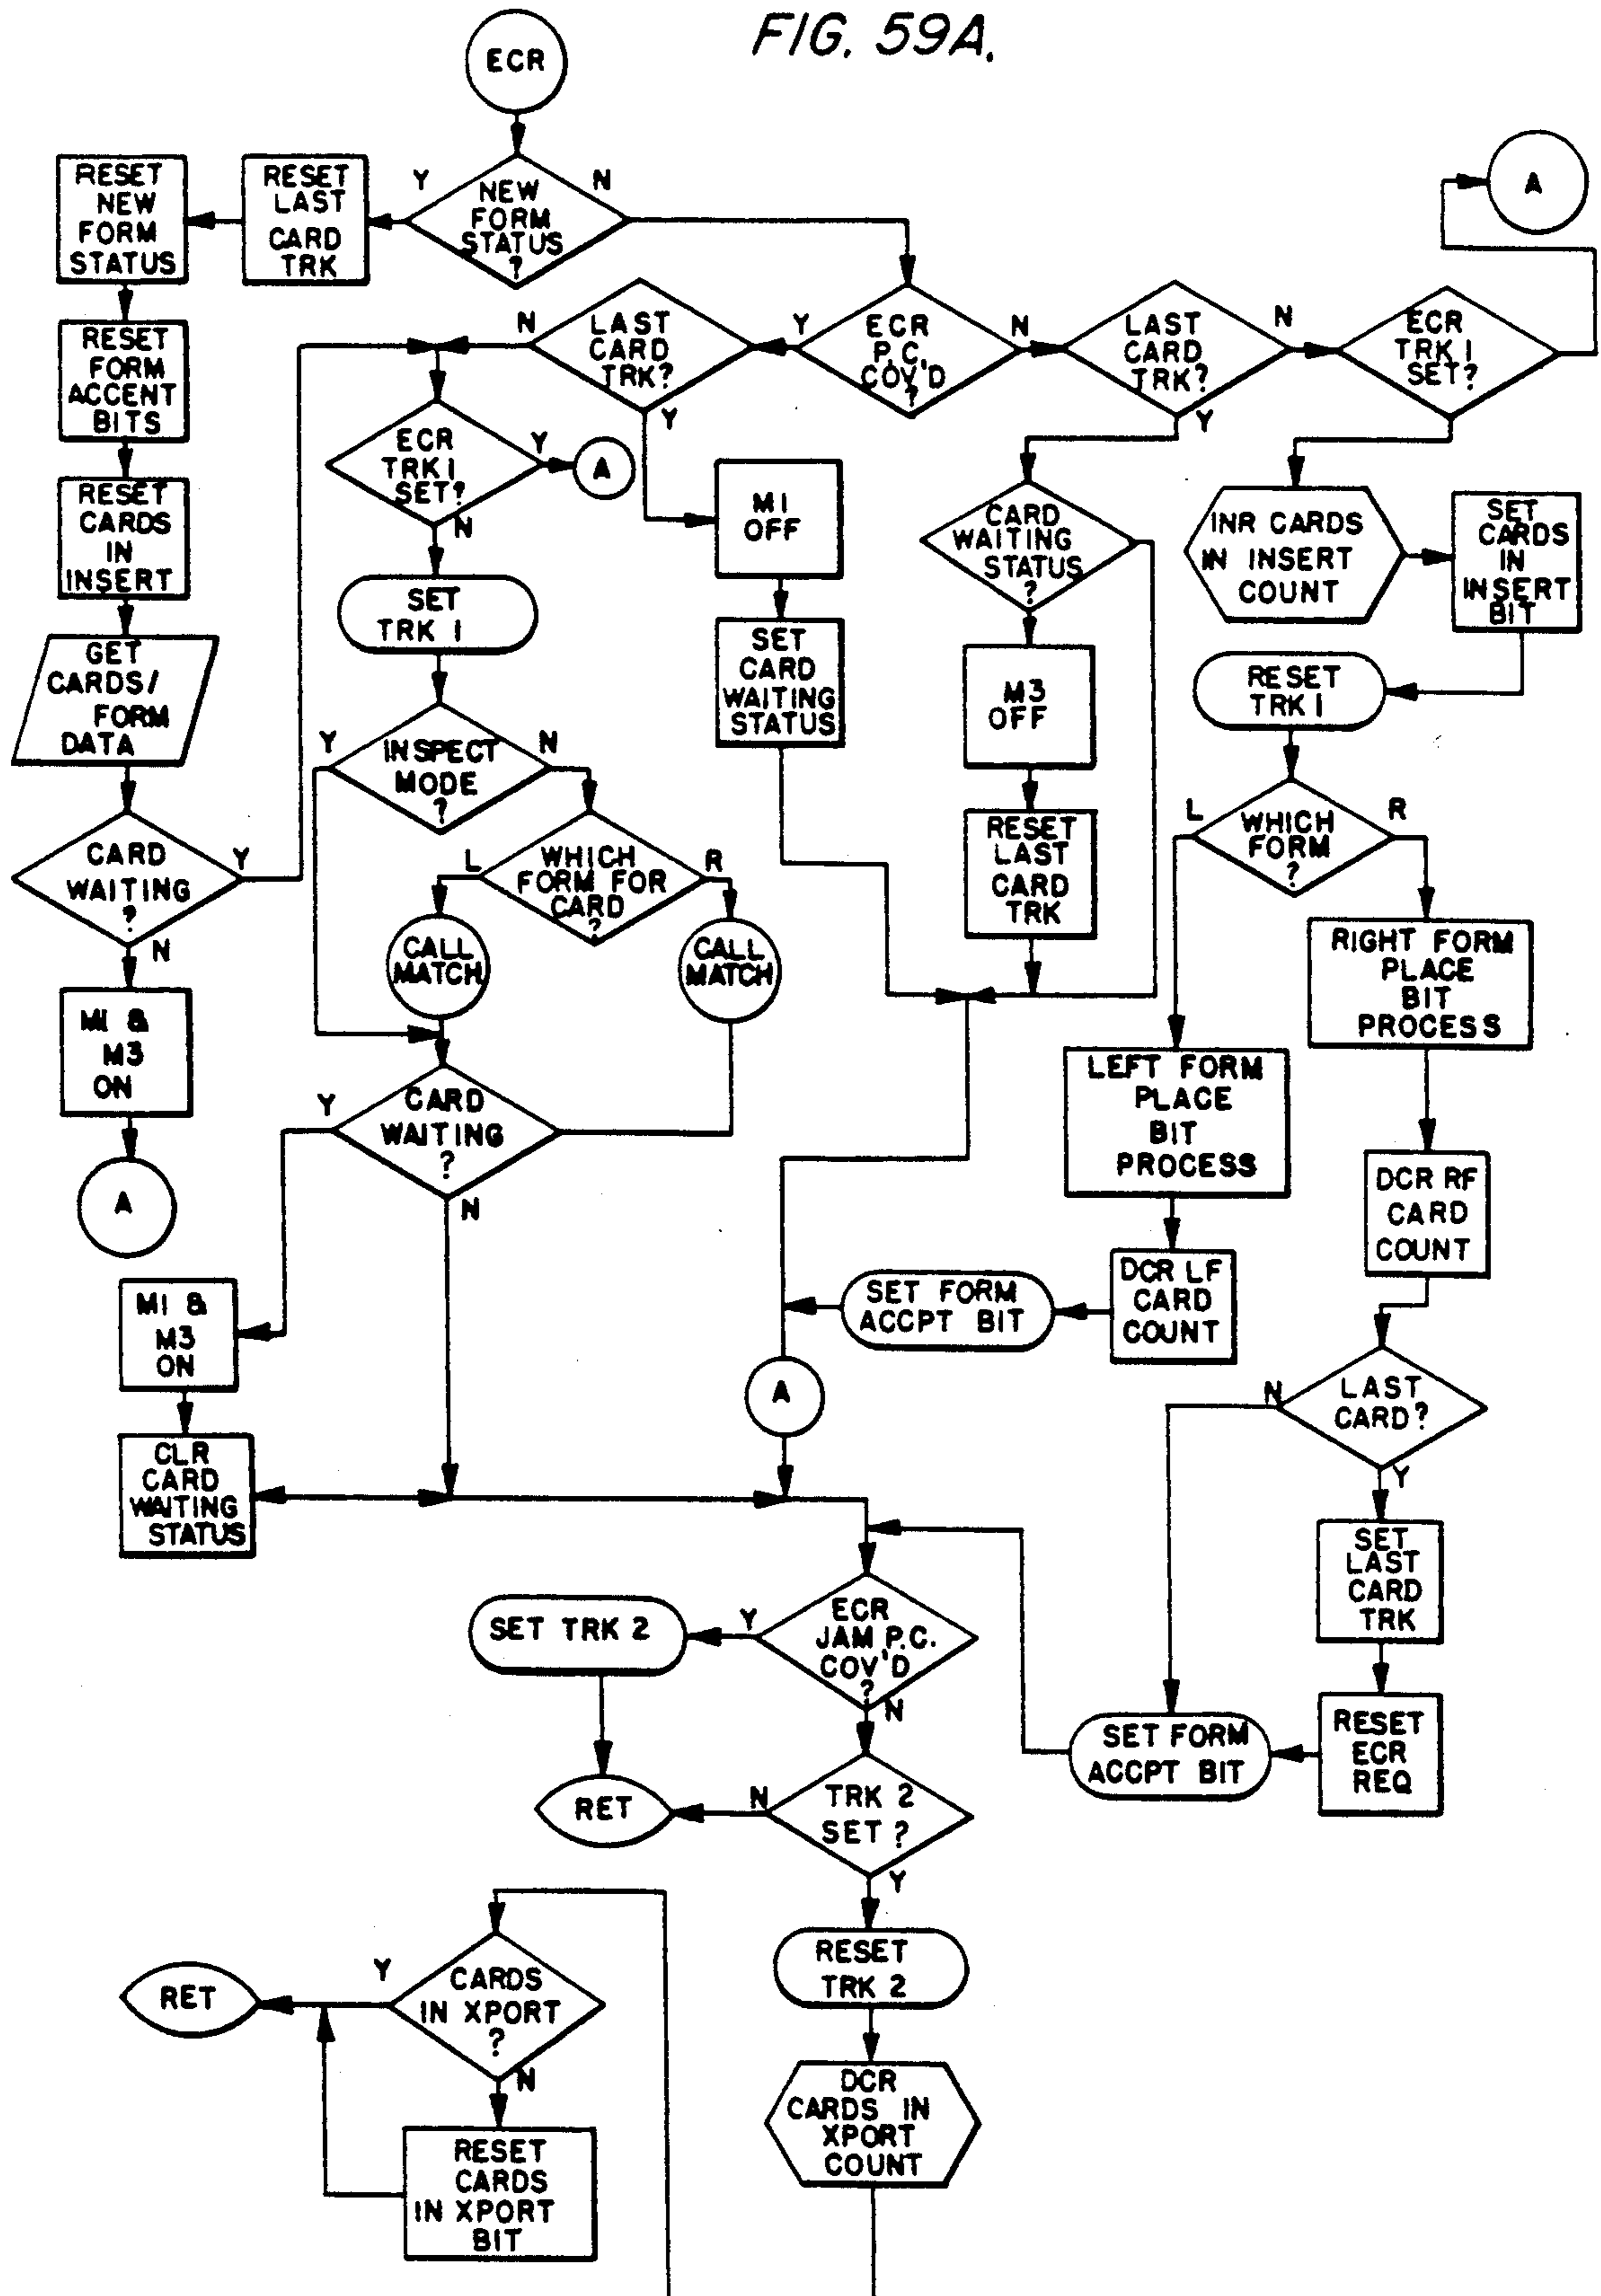 FIG. 59A.
ECR
NEW
FORM
STATUS
?
Y
N
RESET
LAST
CARD
TRK
RESET
NEW
FORM
STATUS
RESET
FORM
ACCENT
BITS
RESET
CARDS
IN
INSERT
GET
CARDS/
FORM
DATA
CARD
WAITING
?
Y
N
M1 &
M3
ON
A
ECR
P.C.
COV'D
?
Y
N
LAST
CARD
TRK?
N
Y
ECR
TRK 1
SET?
Y
N
A
SET
TRK 1
INSPECT
MODE
?
Y
N
WHICH
FORM FOR
CARD
?
L
R
CALL
MATCH
CALL
MATCH
CARD
WAITING
?
Y
N
M1 &
M3
ON
CLR
CARD
WAITING
STATUS
M1
OFF
SET
CARD
WAITING
STATUS
LAST
CARD
TRK?
N
Y
CARD
WAITING
STATUS
?
M3
OFF
RESET
LAST
CARD
TRK
ECR
TRK 1
SET?
A
INR CARDS
IN INSERT
COUNT
SET
CARDS
IN
INSERT
BIT
RESET
TRK 1
WHICH
FORM
?
L
R
LEFT FORM
PLACE
BIT
PROCESS
DCR LF
CARD
COUNT
SET FORM
ACCPT BIT
A
RIGHT FORM
PLACE
BIT
PROCESS
DCR RF
CARD
COUNT
LAST
CARD?
N
Y
SET
LAST
CARD
TRK
RESET
ECR
REQ
SET FORM
ACCPT BIT
ECR
JAM P.C.
COV'D
?
Y
N
SET TRK 2
RET
TRK 2
SET ?
N
Y
RESET
TRK 2
DCR
CARDS IN
XPORT
COUNT
CARDS
IN XPORT
?
Y
N
RET
RESET
CARDS
IN XPORT
BIT